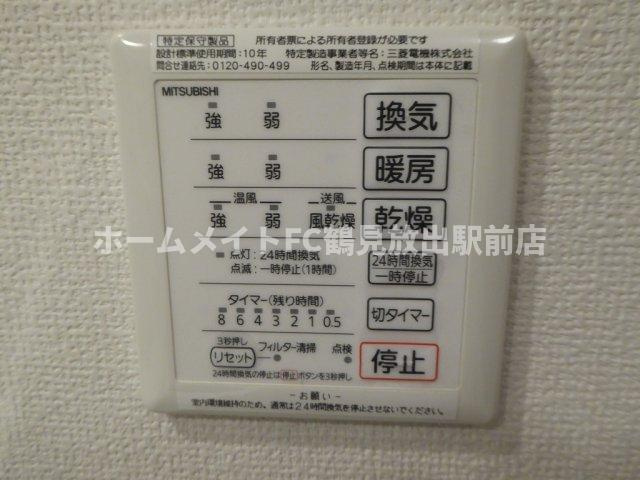 特定保守製品 所有者票による所有者登録が必要です
設計標準使用期間:10年 特定製造事業者等名:三菱電機株式会社
問合せ連絡先:0120-490-499 形名、製造年月、点検期間は本体に記載
MITSUBISHI
強 弱 換気
強 弱 暖房
温風 送風
強 弱 風乾燥 乾燥
ホームメイトFC鶴見放出駅前店
点灯:24時間換気
点滅:一時停止(1時間)
24時間換気
一時停止
タイマー(残り時間)
8 6 4 3 2 1 0.5
切タイマー
3秒押し
リセット フィルター清掃 点検
停止
24時間換気の停止は停止ボタンを3秒押し
-お願い-
室内環境維持のため、通常は24時間換気を停止させないでください。